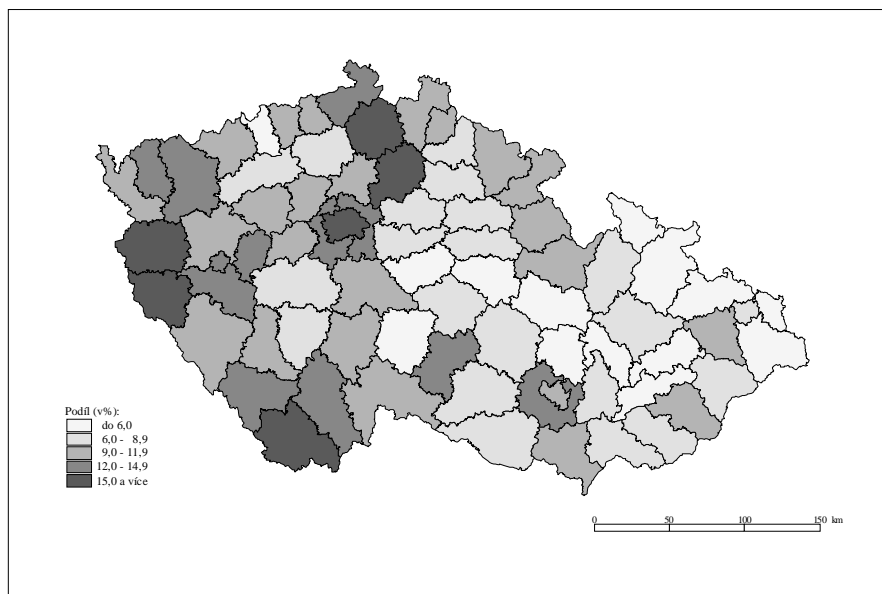 Podíl (v%):
do 6,0
6,0 - 8,9
9,0 - 11,9
12,0 - 14,9
15,0 a více
0 50 100 150 km